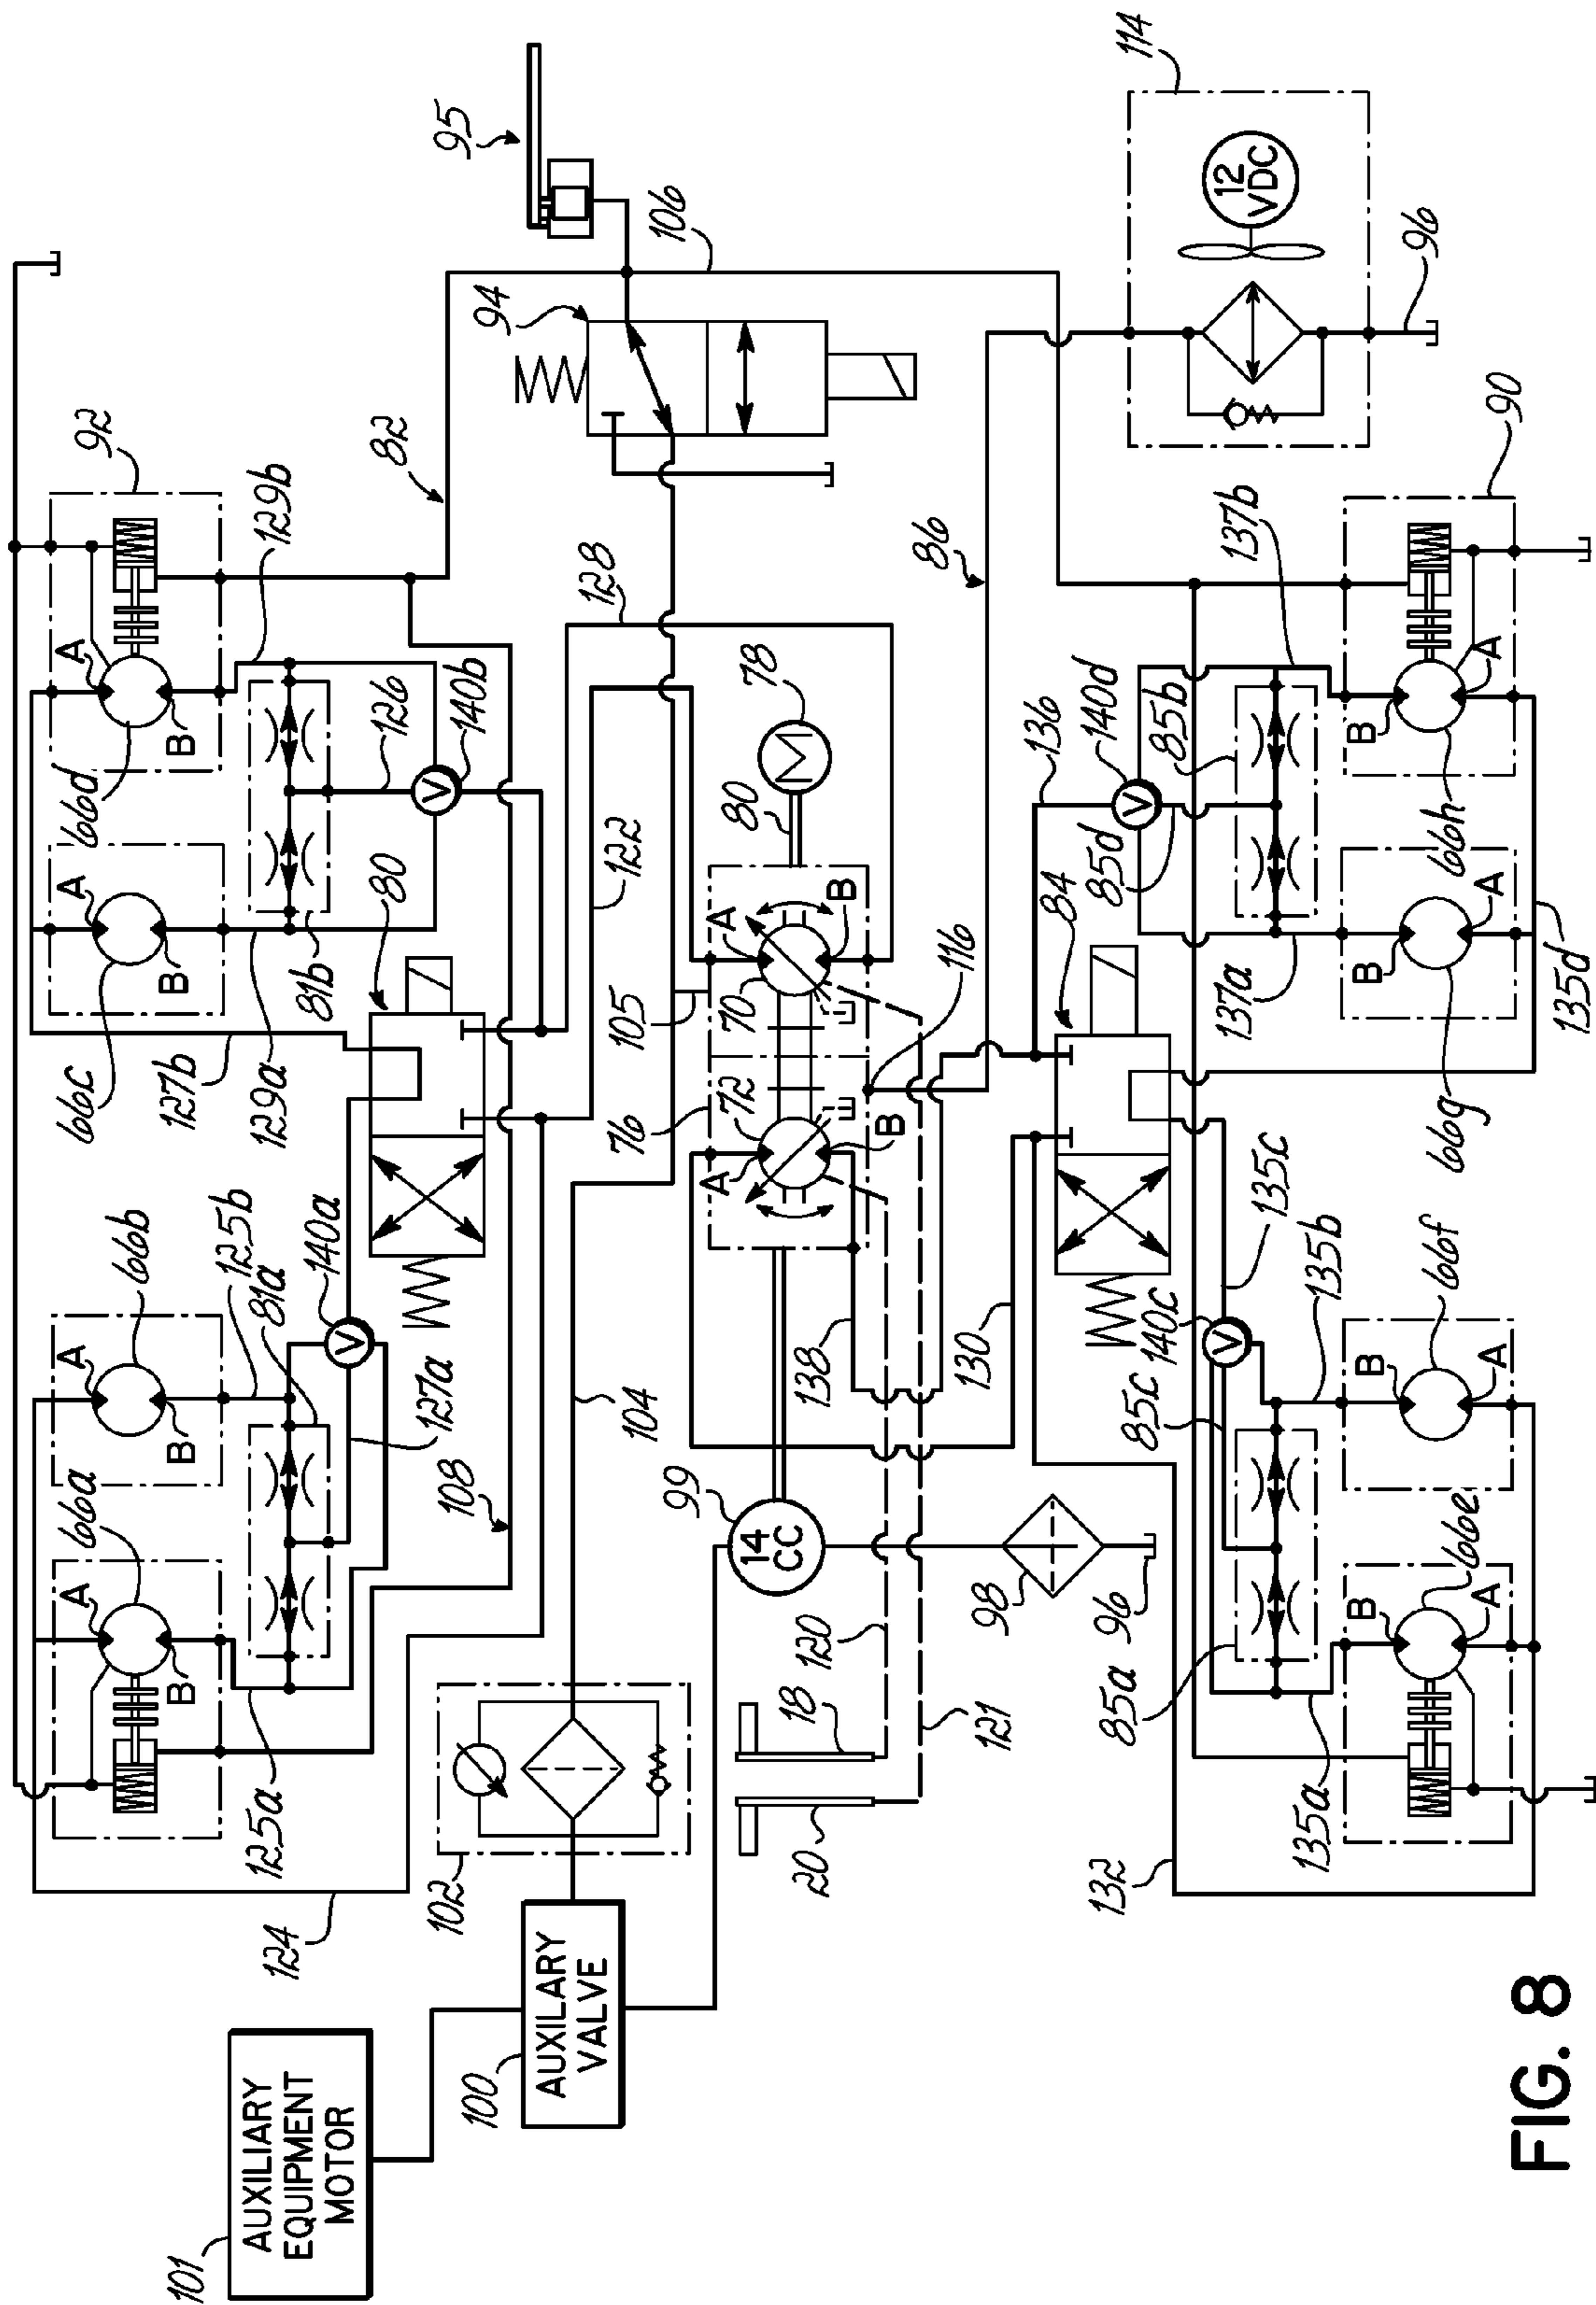 101
AUXILIARY
EQUIPMENT
MOTOR
100
AUXILARY
VALVE
124
102
125a
66a
A
B
66b
A
B
125b
81a
140a
127a
108
104
66c
A
B
127b
129a
81b
80
66d
A
B
92
129b
126
140b
82
128
122
105
76
72
A
B
70
A
B
80
78
116
94
95
106
86
114
12
VDC
96
99
14
CC
98
96
120
121
18
20
138
130
132
84
136
140d
85b
85d
137a
137b
90
B
A
66h
B
A
66g
135d
135c
140c
85c
135b
66f
B
A
66e
B
A
85a
135a
FIG. 8